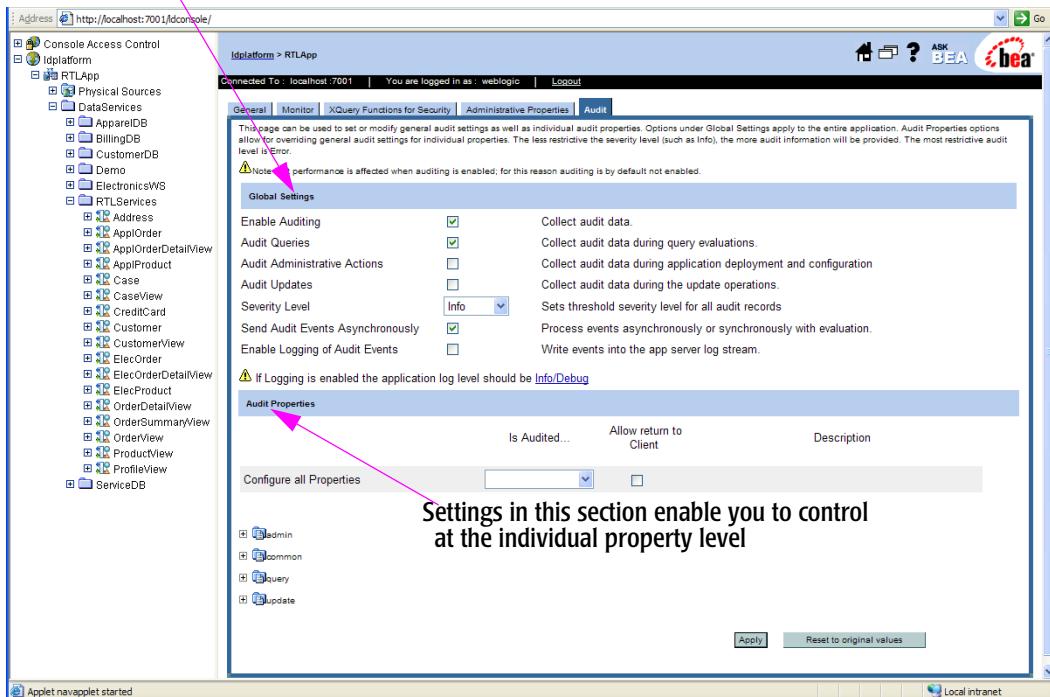 Address http://localhost:7001/ldconsole/ Go
Console Access Control
ldplatform
RTLApp
Physical Sources
DataServices
ApparelDB
BillingDB
CustomerDB
Demo
ElectronicsWS
RTLServices
Address
ApplOrder
ApplOrderDetailView
ApplProduct
Case
CaseView
CreditCard
Customer
CustomerView
ElecOrder
ElecOrderDetailView
ElecProduct
OrderDetailView
OrderSummaryView
OrderView
ProductView
ProfileView
ServiceDB
ldplatform > RTLApp
? ASK BEA bea
Connected To : localhost :7001 | You are logged in as : weblogic | Logout
General Monitor XQuery Functions for Security Administrative Properties Audit
This page can be used to set or modify general audit settings as well as individual audit properties. Options under Global Settings apply to the entire application. Audit Properties options
allow for overriding general audit settings for individual properties. The less restrictive the severity level (such as Info), the more audit information will be provided. The most restrictive audit
level is Error.
Note performance is affected when auditing is enabled; for this reason auditing is by default not enabled.
Global Settings
Enable Auditing Collect audit data.
Audit Queries Collect audit data during query evaluations.
Audit Administrative Actions Collect audit data during application deployment and configuration
Audit Updates Collect audit data during the update operations.
Severity Level Info Sets threshold severity level for all audit records
Send Audit Events Asynchronously Process events asynchronously or synchronously with evaluation.
Enable Logging of Audit Events Write events into the app server log stream.
If Logging is enabled the application log level should be Info/Debug
Audit Properties
Is Audited... Allow return to Client Description
Configure all Properties
Settings in this section enable you to control
at the individual property level
admin
common
query
update
Apply Reset to original values
Applet navapplet started Local intranet